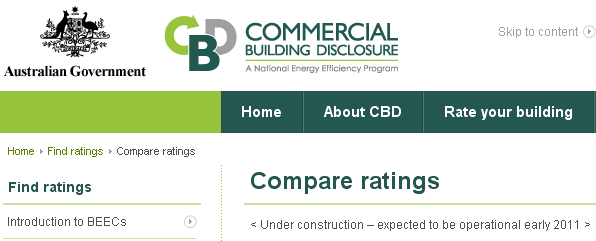 Australian Government
CBD
COMMERCIAL
BUILDING DISCLOSURE
A National Energy Efficiency Program
Skip to content
Home
About CBD
Rate your building
Home Find ratings Compare ratings
Find ratings
Introduction to BEECs
Compare ratings
< Under construction – expected to be operational early 2011 >